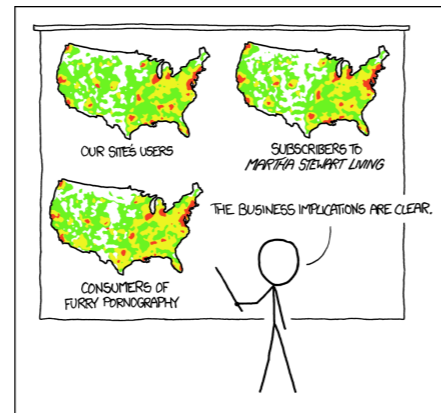 OUR SITE'S USERS
SUBSCRIBERS TO
MARTHA STEWART LIVING
CONSUMERS OF
FURRY PORNOGRAPHY
THE BUSINESS IMPLICATIONS ARE CLEAR.